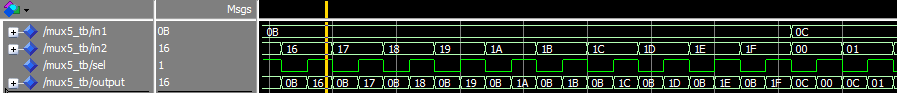 Msgs
/mux5_tb/in1 0B 0B 0C
/mux5_tb/in2 16 16 17 18 19 1A 1B 1C 1D 1E 1F 00 01
/mux5_tb/sel 1
/mux5_tb/output 16 0B 16 0B 17 0B 18 0B 19 0B 1A 0B 1B 0B 1C 0B 1D 0B 1E 0B 1F 0C 00 0C 01